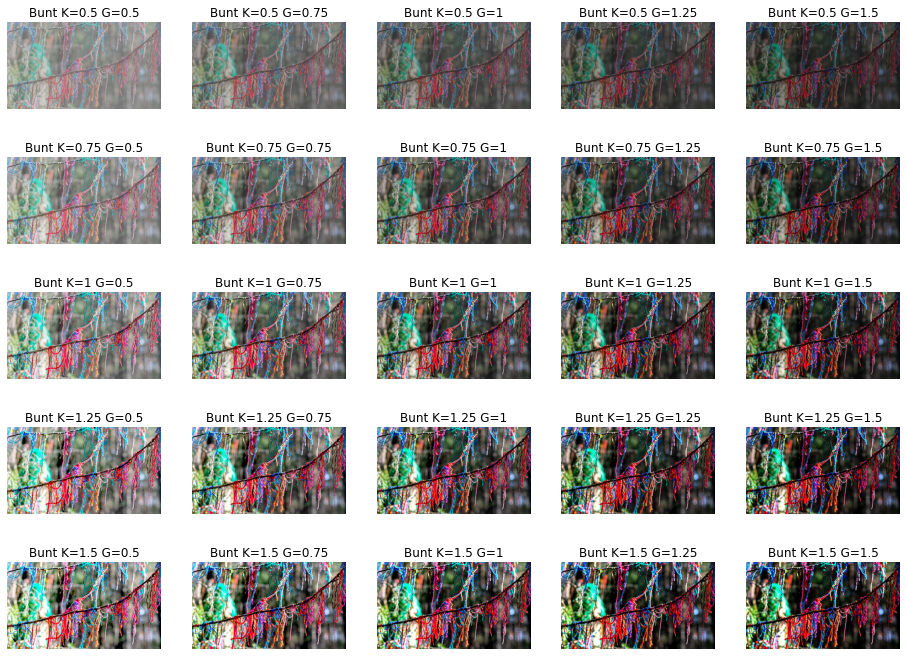 Bunt K=0.5 G=0.5
Bunt K=0.5 G=0.75
Bunt K=0.5 G=1
Bunt K=0.5 G=1.25
Bunt K=0.5 G=1.5
Bunt K=0.75 G=0.5
Bunt K=0.75 G=0.75
Bunt K=0.75 G=1
Bunt K=0.75 G=1.25
Bunt K=0.75 G=1.5
Bunt K=1 G=0.5
Bunt K=1 G=0.75
Bunt K=1 G=1
Bunt K=1 G=1.25
Bunt K=1 G=1.5
Bunt K=1.25 G=0.5
Bunt K=1.25 G=0.75
Bunt K=1.25 G=1
Bunt K=1.25 G=1.25
Bunt K=1.25 G=1.5
Bunt K=1.5 G=0.5
Bunt K=1.5 G=0.75
Bunt K=1.5 G=1
Bunt K=1.5 G=1.25
Bunt K=1.5 G=1.5